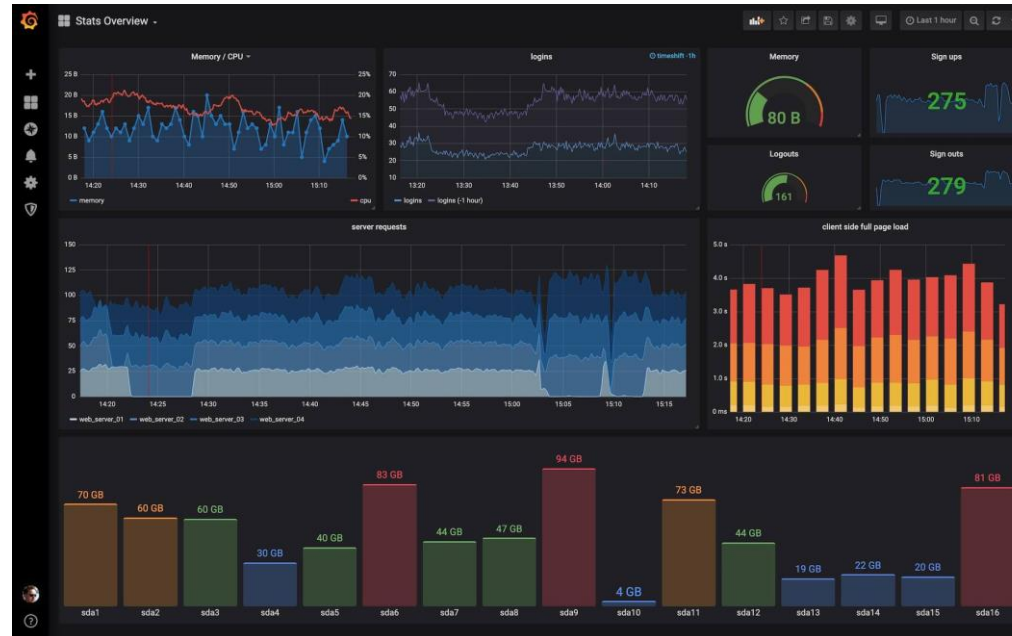 Stats Overview
Last 1 hour
Memory / CPU
25 B
20 B
15 B
10 B
5 B
0 B
25%
20%
15%
10%
5%
0%
14:20 14:30 14:40 14:50 15:00 15:10
memory
cpu
logins
timeshift -1h
70
60
50
40
30
20
10
13:20 13:30 13:40 13:50 14:00 14:10
logins logins (-1 hour)
Memory
80 B
Sign ups
275
Logouts
161
Sign outs
279
server requests
150
125
100
75
50
25
0
14:20 14:25 14:30 14:35 14:40 14:45 14:50 14:55 15:00 15:05 15:10 15:15
web_server_01 web_server_02 web_server_03 web_server_04
client side full page load
5.0 s
4.0 s
3.0 s
2.0 s
1.0 s
0 ms
14:20 14:30 14:40 14:50 15:00 15:10
70 GB 60 GB 60 GB 30 GB 40 GB 83 GB 44 GB 47 GB 94 GB 4 GB 73 GB 44 GB 19 GB 22 GB 20 GB 81 GB
sda1 sda2 sda3 sda4 sda5 sda6 sda7 sda8 sda9 sda10 sda11 sda12 sda13 sda14 sda15 sda16